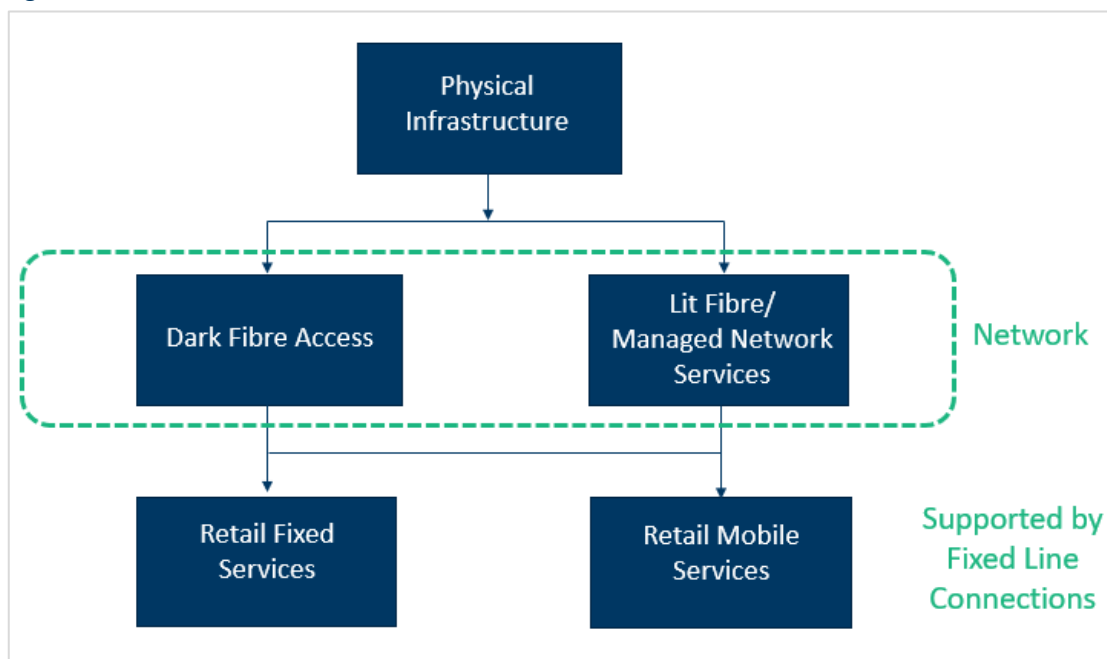 Physical
Infrastructure
Dark Fibre Access
Lit Fibre/
Managed Network
Services
Network
Retail Fixed
Services
Retail Mobile
Services
Supported by
Fixed Line
Connections